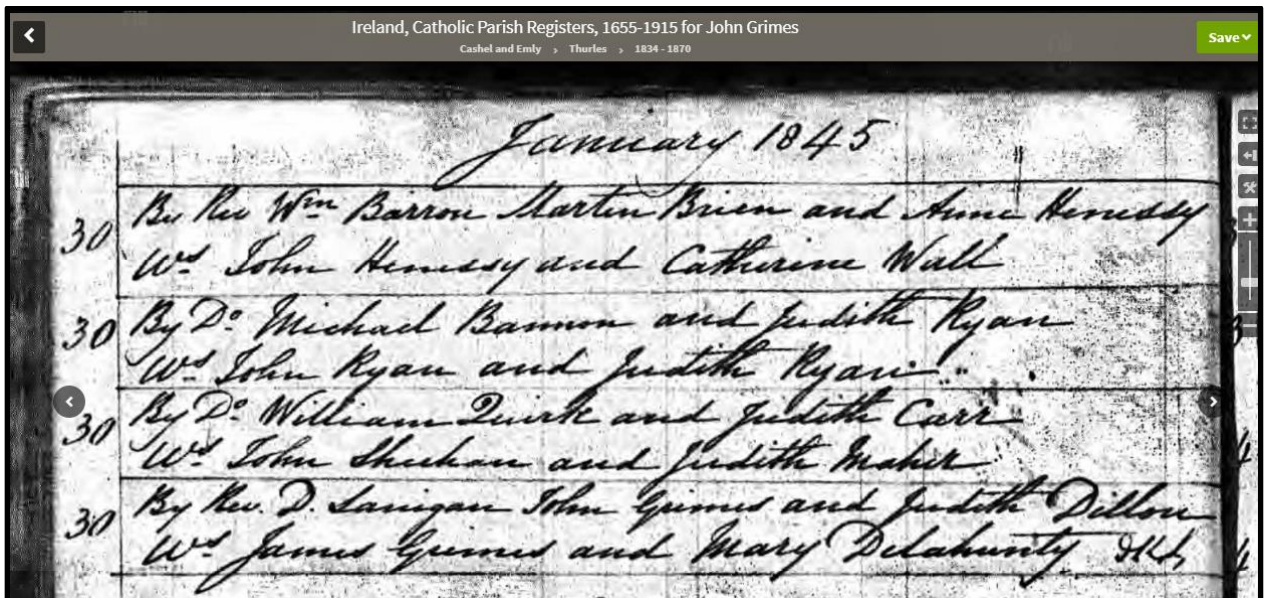 Ireland, Catholic Parish Registers, 1655-1915 for John Grimes
Cashel and Emly > Thurles > 1834 - 1870
Save
January 1845
30 By Rev Wm Barron Martin Brien and Anne Henessy
Ws John Henessy and Catherine Wall
30 By Do Michael Bannon and Judith Ryan
Ws John Ryan and Judith Ryan
30 By Do William Quirk and Judith Carr
Ws John Sheehan and Judith Maher
30 By Rev. D. Lanigan John Grimes and Judith Dillon
Ws James Grimes and Mary Delahunty